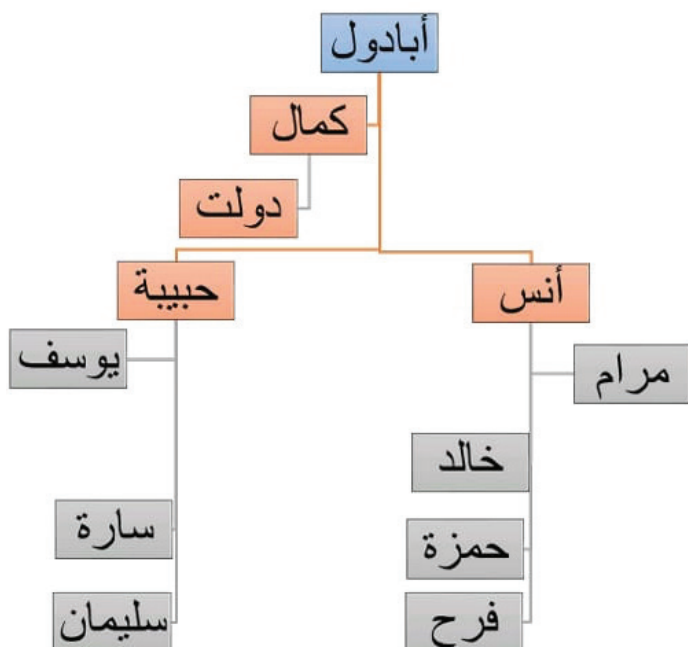 أبادول
كمال
دولت
أنس
حبيبة
مرام
يوسف
خالد
سارة
حمزة
فرح
سليمان